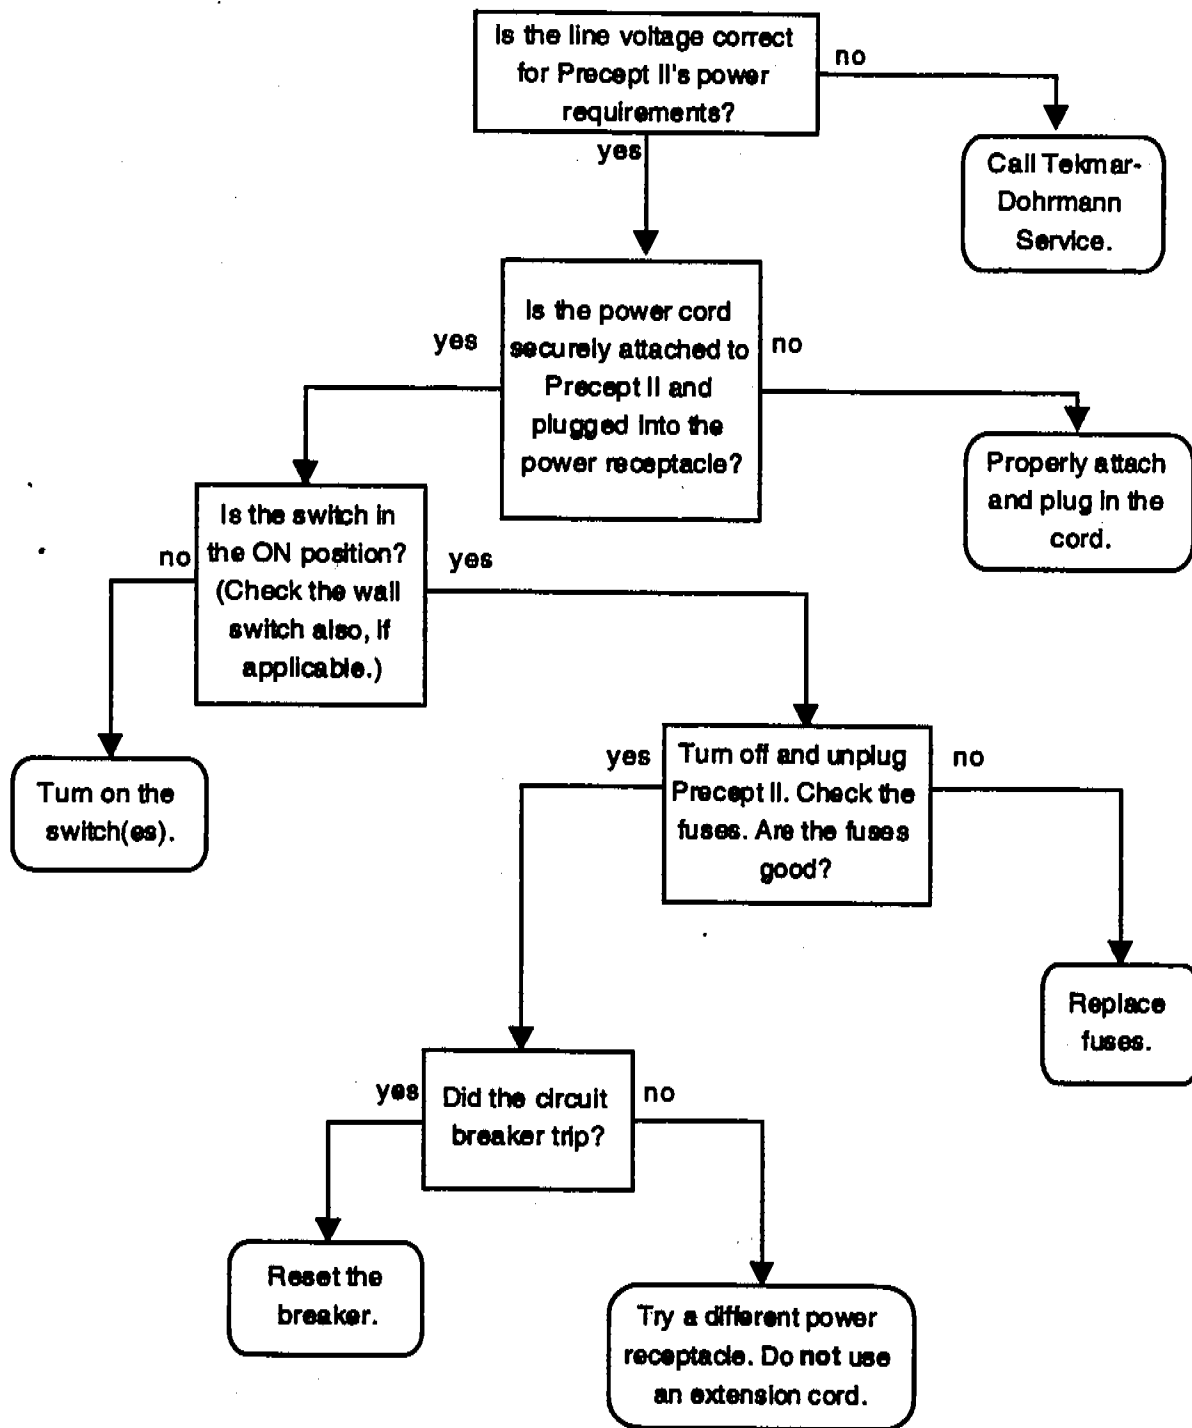 Is the line voltage correct
for Precept II's power
requirements?
no
yes
Call Tekmar-
Dohrmann
Service.
Is the power cord
securely attached to
Precept II and
plugged into the
power receptacle?
yes
no
Properly attach
and plug in the
cord.
Is the switch in
the ON position?
(Check the wall
switch also, if
applicable.)
no
yes
Turn on the
switch(es).
Turn off and unplug
Precept II. Check the
fuses. Are the fuses
good?
yes
no
Replace
fuses.
Did the circuit
breaker trip?
yes
no
Reset the
breaker.
Try a different power
receptacle. Do not use
an extension cord.